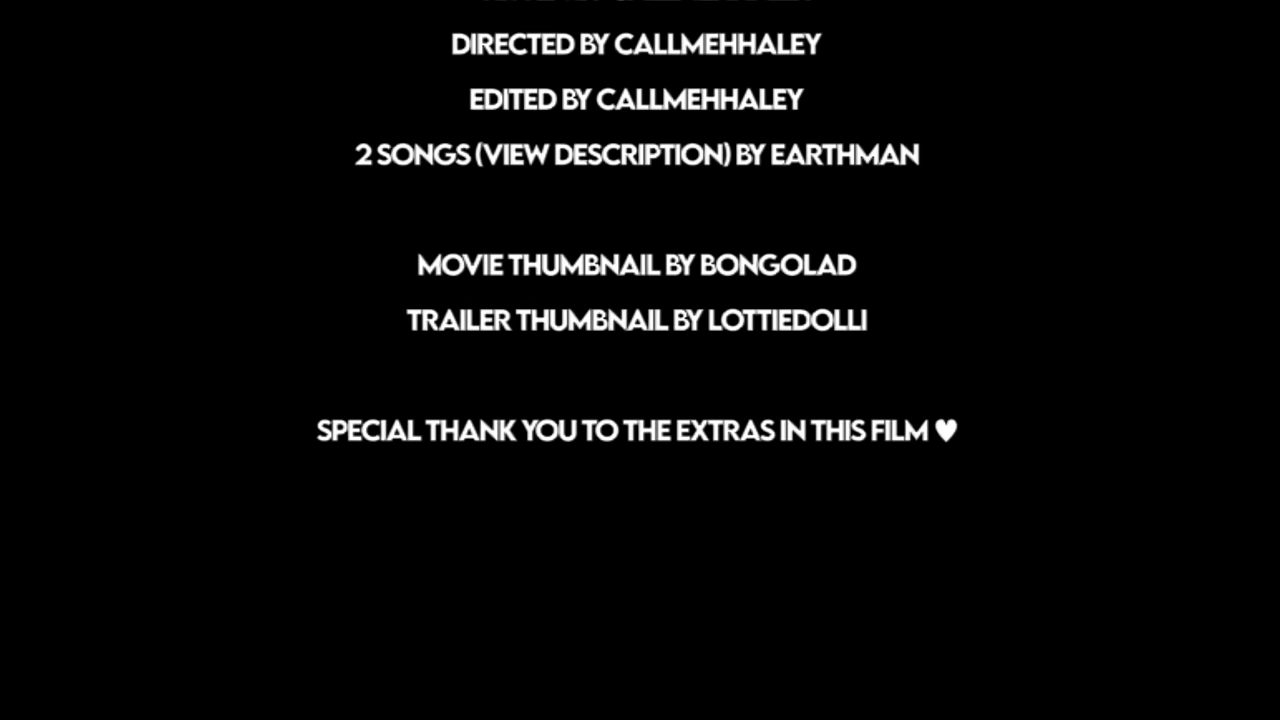 DIRECTED BY CALLMEHHALEY
EDITED BY CALLMEHHALEY
2 SONGS (VIEW DESCRIPTION) BY EARTHMAN
MOVIE THUMBNAIL BY BONGOLAD
TRAILER THUMBNAIL BY LOTTIEDOLLI
SPECIAL THANK YOU TO THE EXTRAS IN THIS FILM ♥